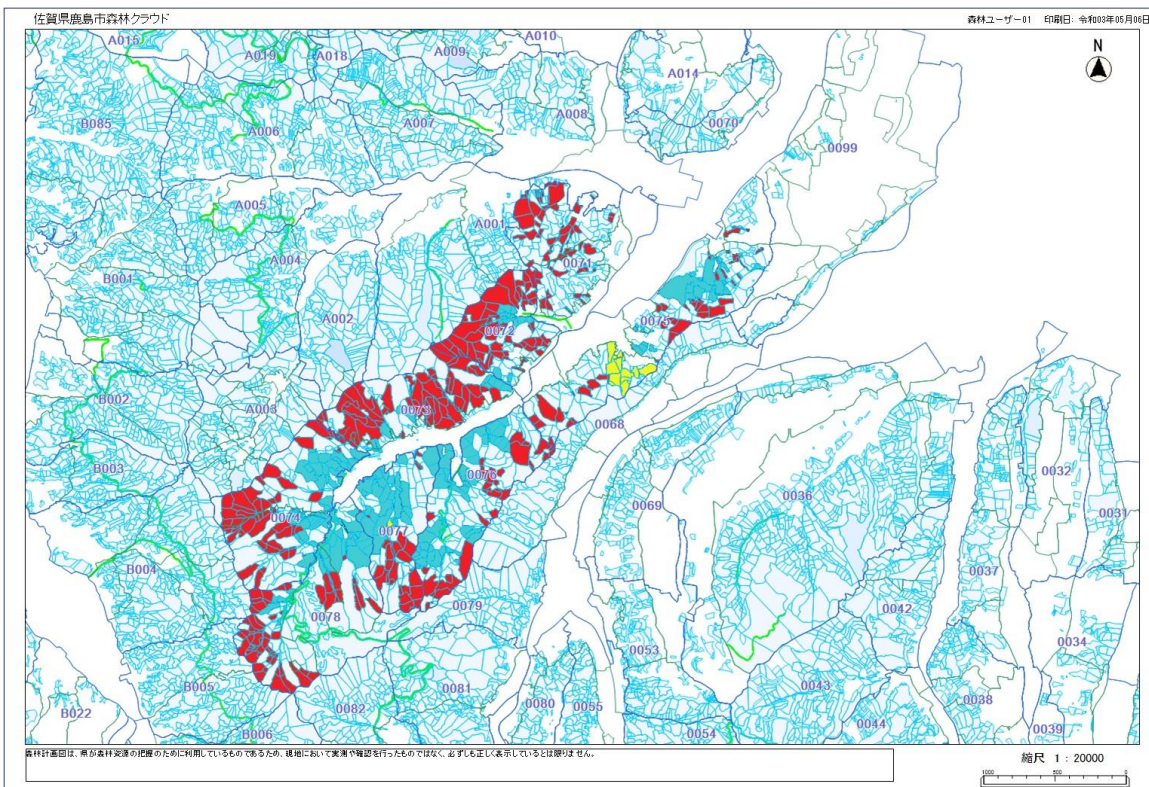 佐賀県鹿島市森林クラウド
森林ユーザー01 印刷日: 令和03年05月06日
A015
A019
A018
A009
A010
N
A014
B085
A006
A007
A008
0070
0099
A005
A001
A004
0071
B001
A002
0072
0075
B002
A003
0073
0068
B003
0076
0069
0036
0032
0074
0077
0031
B004
0037
0078
0079
0042
0053
0034
B005
0081
0043
B022
B006
0082
0080
0055
0054
0044
0038
0039
森林計画図は、県が森林資源の把握のために利用しているものであるため、現地において実測や確認を行ったものではなく、必ずしも正しく表示しているとは限りません。
縮尺 1 : 20000
1000 500 0